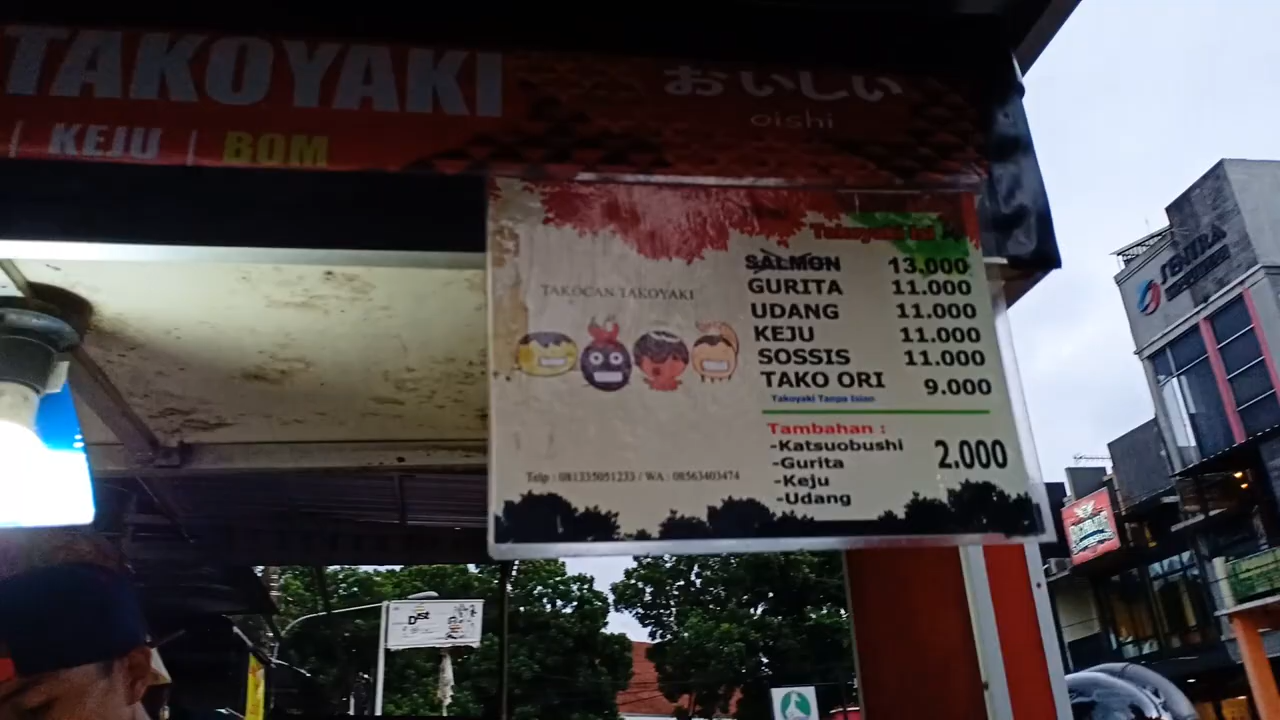 TAKOYAKI
おいしい
oishi
| KEJU | BOM
TAKOCAN TAKOYAKI
SALMON 13.000
GURITA 11.000
UDANG 11.000
KEJU 11.000
SOSSIS 11.000
TAKO ORI 9.000
Takoyaki Tanpa Isian
Tambahan :
-Katsuobushi
-Gurita
-Keju
-Udang
2.000
Telp : 081335051233 / WA : 08563403474
SENTRA
Dist